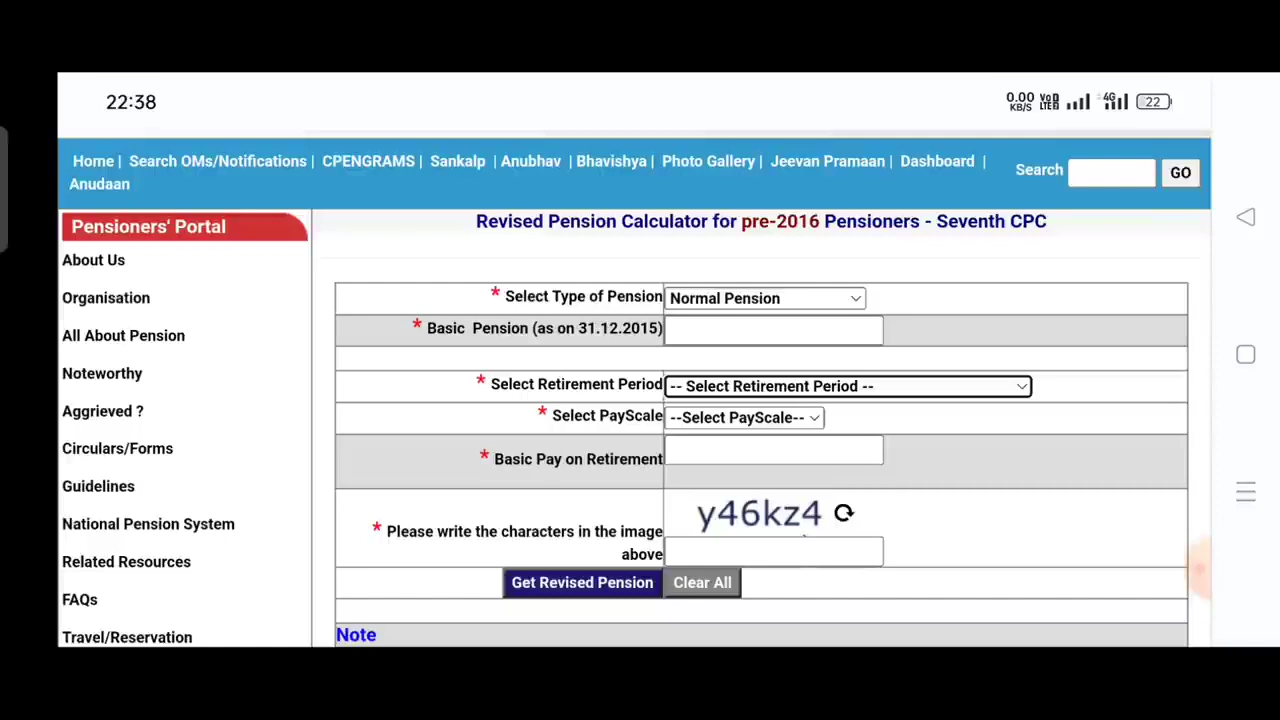 22:38
0.00 KB/S VoD LTE2 4G 22
Home | Search OMs/Notifications | CPENGRAMS | Sankalp | Anubhav | Bhavishya | Photo Gallery | Jeevan Pramaan | Dashboard |
Anudaan
Search GO
Pensioners' Portal
About Us
Organisation
All About Pension
Noteworthy
Aggrieved ?
Circulars/Forms
Guidelines
National Pension System
Related Resources
FAQs
Travel/Reservation
Revised Pension Calculator for pre-2016 Pensioners - Seventh CPC
* Select Type of Pension Normal Pension
* Basic Pension (as on 31.12.2015)
* Select Retirement Period -- Select Retirement Period --
* Select PayScale --Select PayScale--
* Basic Pay on Retirement
y46kz4
* Please write the characters in the image
above
Get Revised Pension Clear All
Note